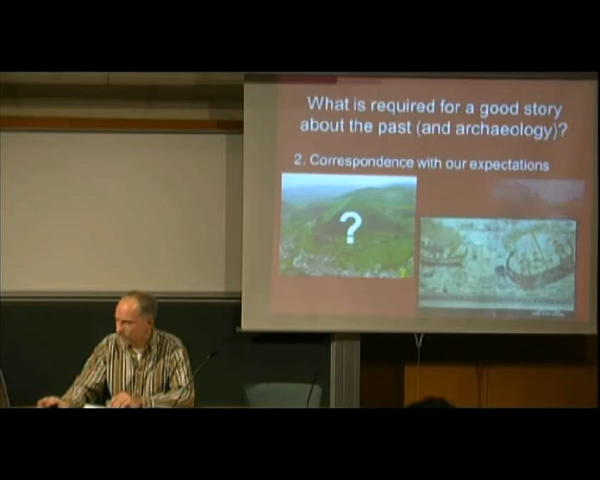 What is required for a good story
about the past (and archaeology)?
2. Correspondence with our expectations
?